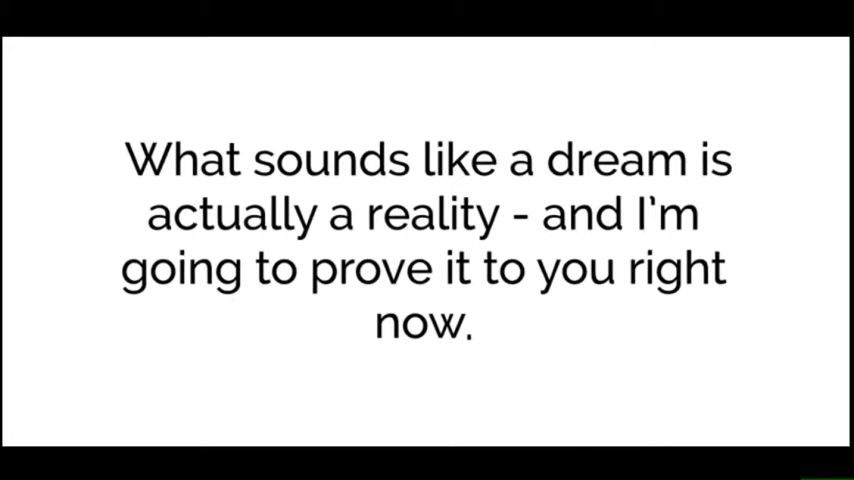 What sounds like a dream is
actually a reality - and I'm
going to prove it to you right
now.